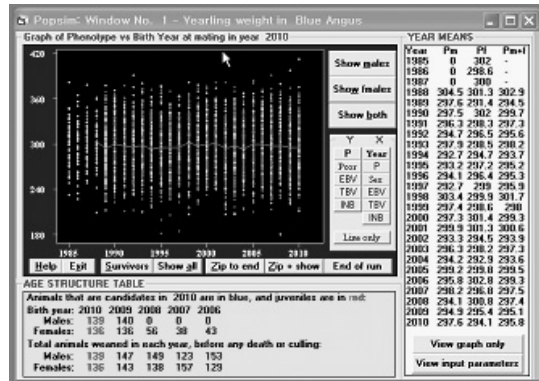 Popsim: Window No. 1 - Yearling weight in Blue Angus
Graph of Phenotype vs Birth Year at mating in year 2010
420
360
300
240
180
1985 1990 1995 2000 2005 2010
Show males
Show fmales
Show both
Y X
P Year
Pcor P
EBV Sex
TBV EBV
INB TBV
INB
Line only
Help Exit Survivors Show all Zip to end Zip + show End of run
AGE STRUCTURE TABLE
Animals that are candidates in 2010 are in blue, and juveniles are in red:
Birth year: 2010 2009 2008 2007 2006
Males: 139 140 0 0 0
Females: 136 136 56 38 43
Total animals weaned in each year, before any death or culling:
Males: 139 147 149 123 153
Females: 136 143 138 157 129
YEAR MEANS
Year Pm Pf Pm+f
1985 0 302 -
1986 0 298.6 -
1987 0 300 -
1988 304.5 301.3 302.9
1989 297.6 291.4 294.5
1990 297.5 302 299.7
1991 296.3 298.3 297.3
1992 294.7 296.5 295.6
1993 297.9 298.5 298.2
1994 292.7 294.7 293.7
1995 293.2 297.2 295.2
1996 294.1 296.4 295.3
1997 292.7 299 295.9
1998 303.4 299.9 301.7
1999 297.4 298.6 298
2000 297.3 301.4 299.3
2001 299.9 301.3 300.6
2002 293.3 294.5 293.9
2003 296.3 298.2 297.3
2004 294.2 292.9 293.6
2005 299.2 299.8 299.5
2006 295.8 302.8 299.3
2007 298.2 296.8 297.5
2008 294.1 300.8 297.4
2009 294.9 295.4 295.1
2010 297.6 294.1 295.8
View graph only
View input parameters